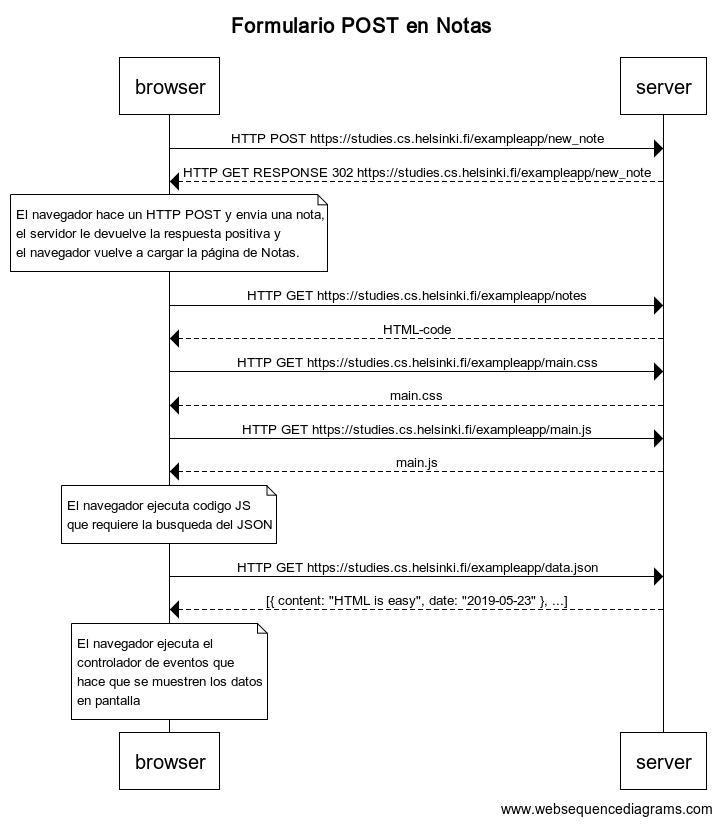 Formulario POST en Notas
browser
server
HTTP POST https://studies.cs.helsinki.fi/exampleapp/new_note
HTTP GET RESPONSE 302 https://studies.cs.helsinki.fi/exampleapp/new_note
El navegador hace un HTTP POST y envia una nota,
el servidor le devuelve la respuesta positiva y
el navegador vuelve a cargar la página de Notas.
HTTP GET https://studies.cs.helsinki.fi/exampleapp/notes
HTML-code
HTTP GET https://studies.cs.helsinki.fi/exampleapp/main.css
main.css
HTTP GET https://studies.cs.helsinki.fi/exampleapp/main.js
main.js
El navegador ejecuta codigo JS
que requiere la busqueda del JSON
HTTP GET https://studies.cs.helsinki.fi/exampleapp/data.json
[{ content: "HTML is easy", date: "2019-05-23" }, ...]
El navegador ejecuta el
controlador de eventos que
hace que se muestren los datos
en pantalla
browser
server
www.websequencediagrams.com